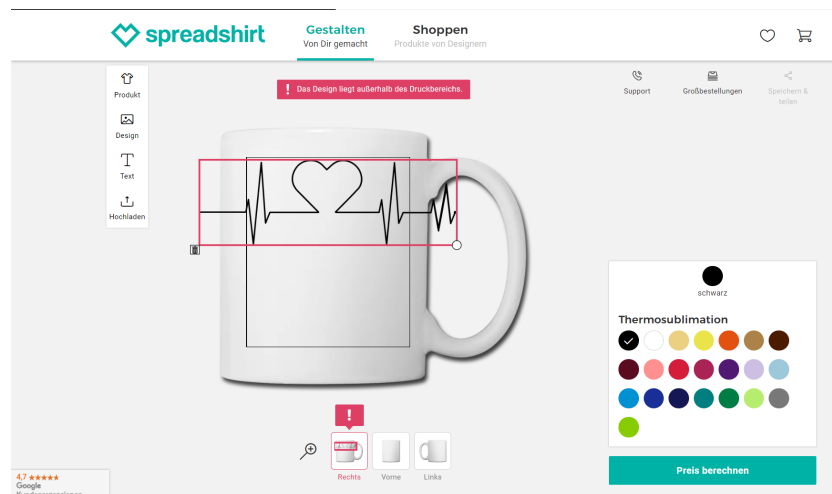 spreadshirt
Gestalten
Von Dir gemacht
Shoppen
Produkte von Designern
Produkt
Design
Text
Hochladen
! Das Design liegt außerhalb des Druckbereichs.
Support
Großbestellungen
Speichern &
teilen
schwarz
Thermosublimation
!
Rechts
Vorne
Links
Preis berechnen
4,7 ★★★★★
Google